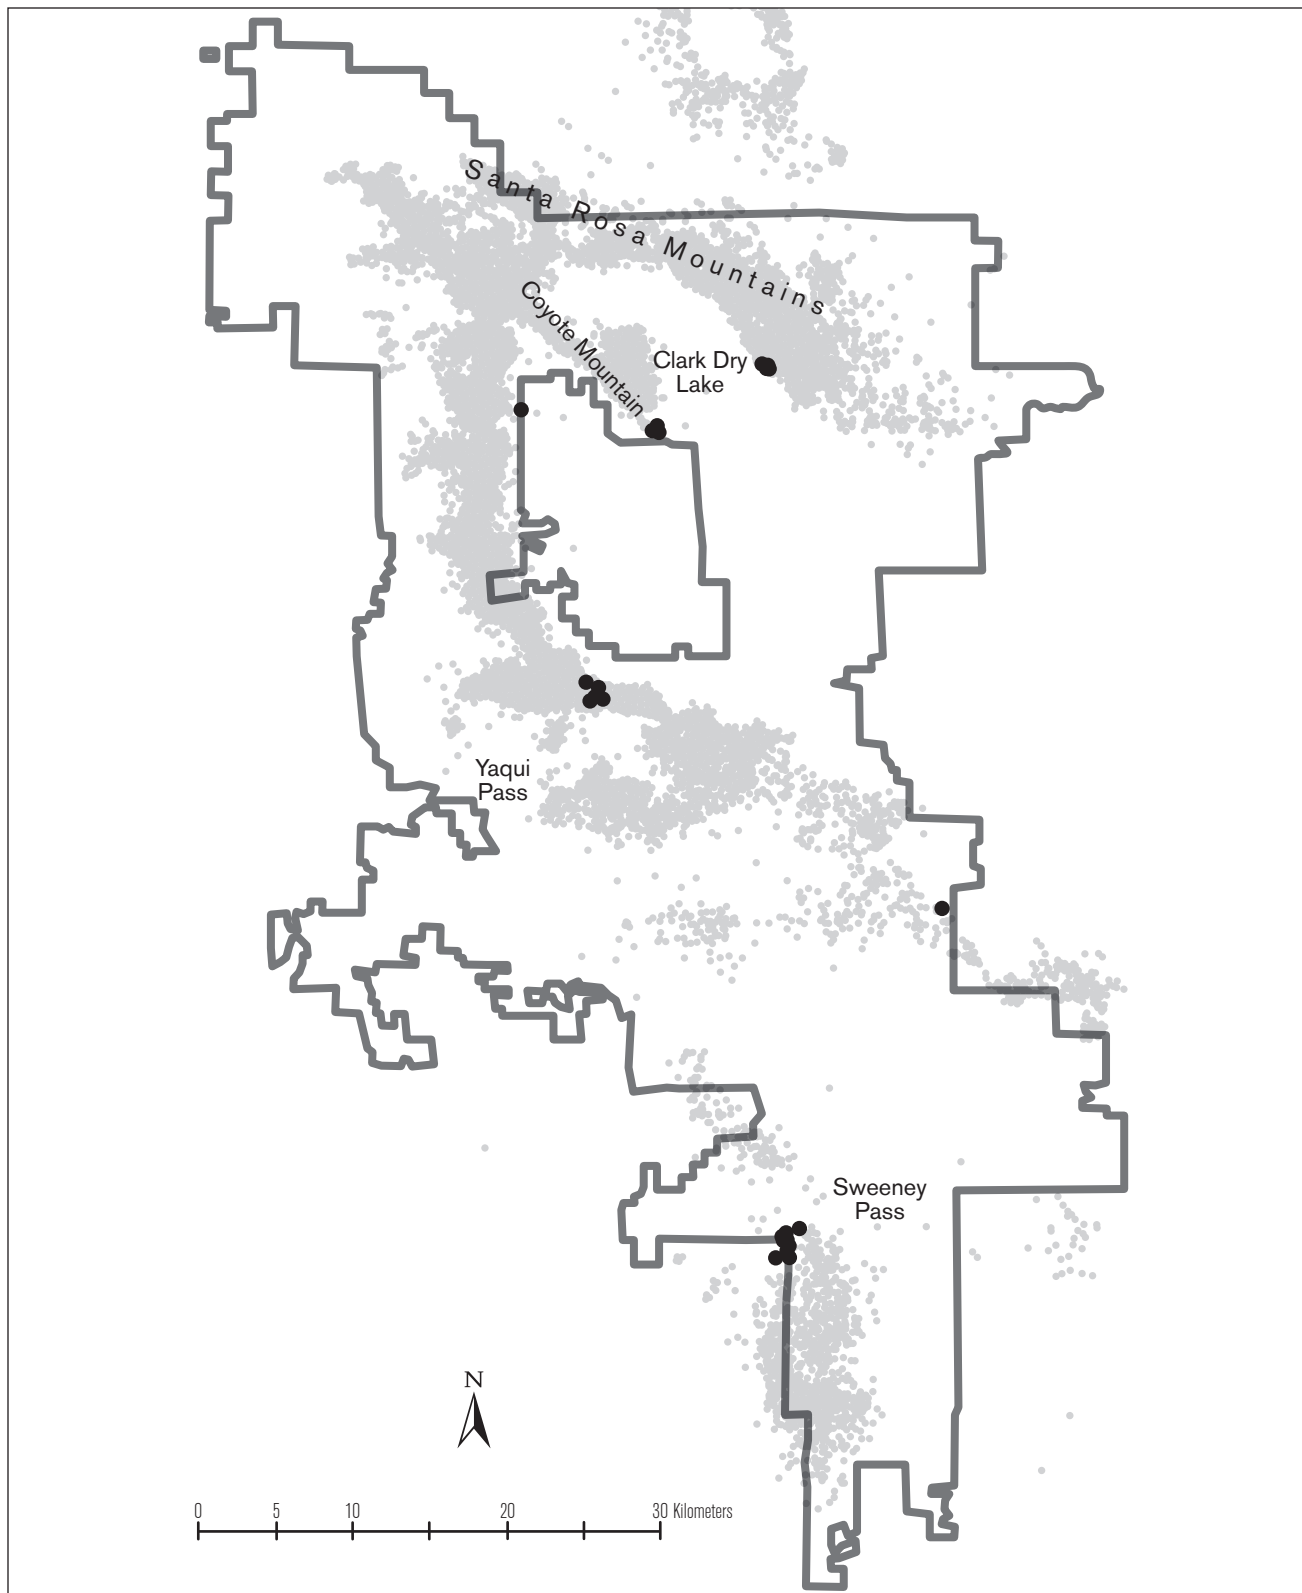 Santa Rosa Mountains
Coyote Mountain
Clark Dry
Lake
Yaqui
Pass
Sweeney
Pass
N
0 5 10 20 30 Kilometers